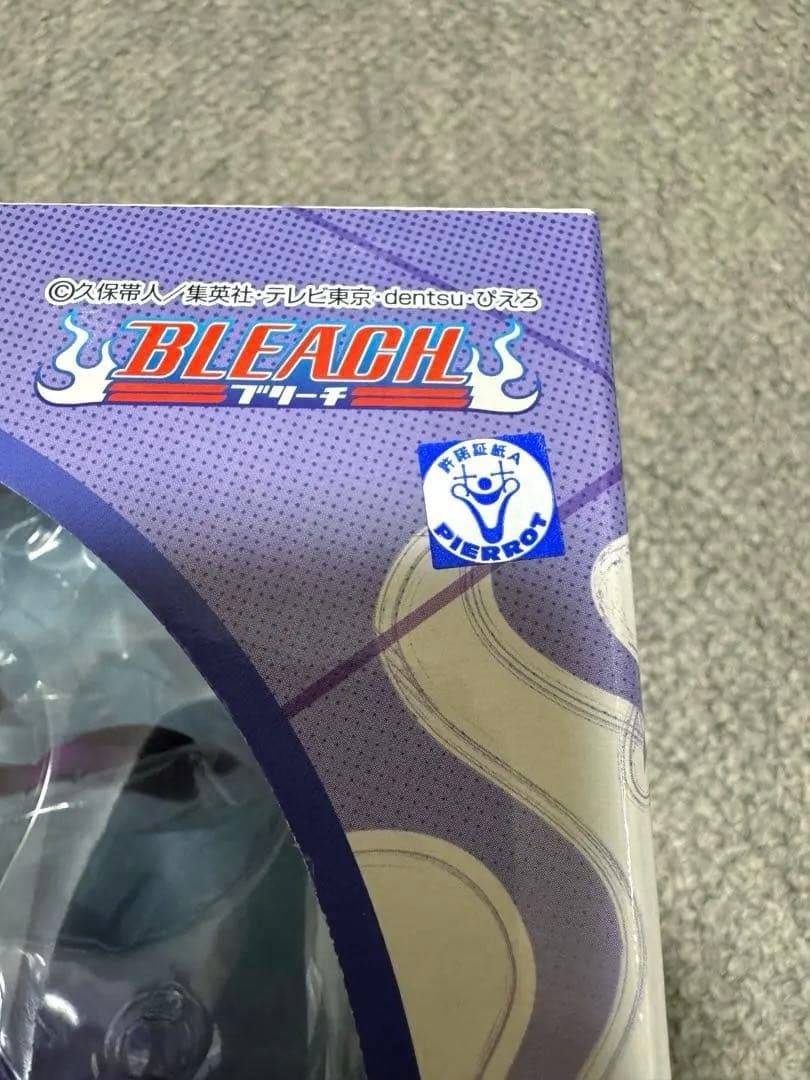 ©久保帯人／集英社・テレビ東京・dentsu・ぴえろ
BLEACH
ブリーチ
許諾証紙A
PIERROT